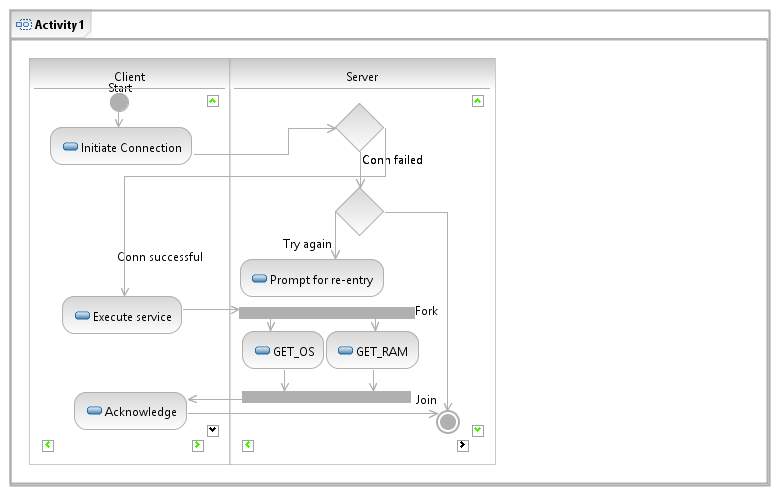 Activity1
Client
Server
Start
Initiate Connection
Conn failed
Try again
Conn successful
Prompt for re-entry
Execute service
Fork
GET_OS
GET_RAM
Join
Acknowledge